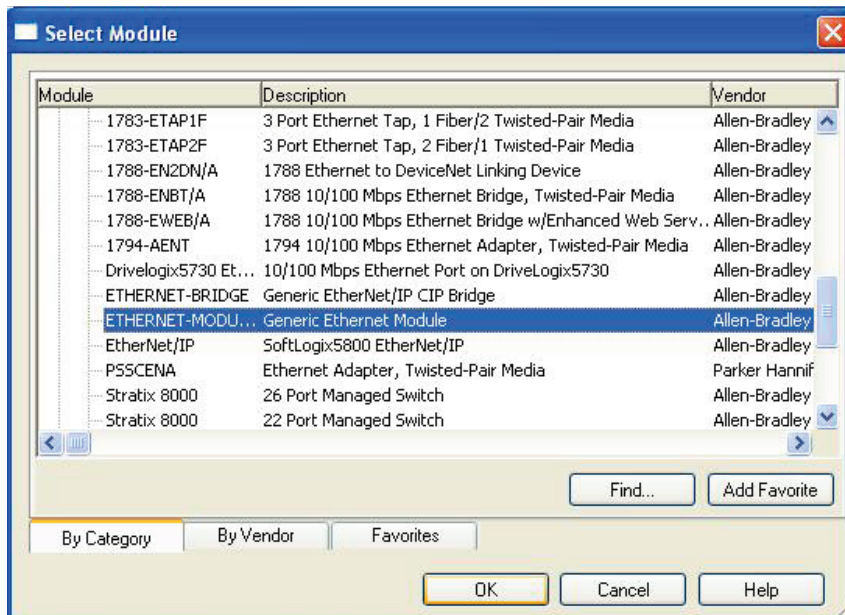 Select Module
Module Description Vendor
1783-ETAP1F 3 Port Ethernet Tap, 1 Fiber/2 Twisted-Pair Media Allen-Bradley
1783-ETAP2F 3 Port Ethernet Tap, 2 Fiber/1 Twisted-Pair Media Allen-Bradley
1788-EN2DN/A 1788 Ethernet to DeviceNet Linking Device Allen-Bradley
1788-ENBT/A 1788 10/100 Mbps Ethernet Bridge, Twisted-Pair Media Allen-Bradley
1788-EWEB/A 1788 10/100 Mbps Ethernet Bridge w/Enhanced Web Serv.. Allen-Bradley
1794-AENT 1794 10/100 Mbps Ethernet Adapter, Twisted-Pair Media Allen-Bradley
Drivelogix5730 Et... 10/100 Mbps Ethernet Port on DriveLogix5730 Allen-Bradley
ETHERNET-BRIDGE Generic EtherNet/IP CIP Bridge Allen-Bradley
ETHERNET-MODU... Generic Ethernet Module Allen-Bradley
EtherNet/IP SoftLogix5800 EtherNet/IP Allen-Bradley
PSSCENA Ethernet Adapter, Twisted-Pair Media Parker Hannif
Stratix 8000 26 Port Managed Switch Allen-Bradley
Stratix 8000 22 Port Managed Switch Allen-Bradley
Find... Add Favorite
By Category By Vendor Favorites
OK Cancel Help